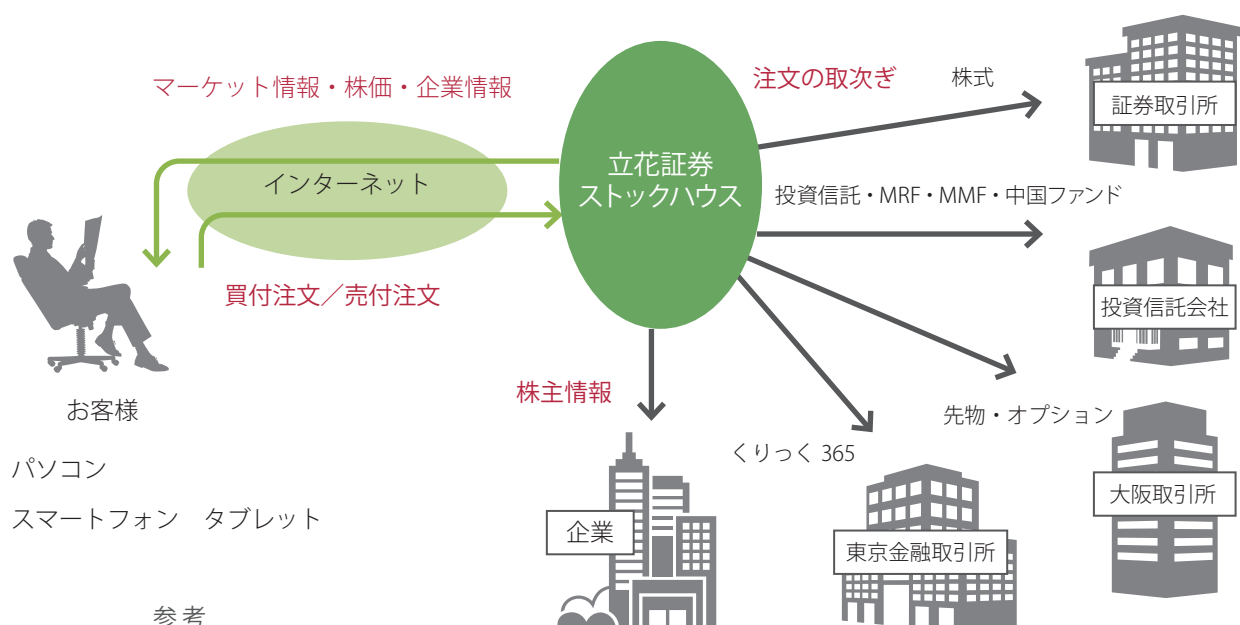 マーケット情報・株価・企業情報
注文の取次ぎ
株式
証券取引所
立花証券
ストックハウス
インターネット
投資信託・MRF・MMF・中国ファンド
買付注文／売付注文
投資信託会社
株主情報
お客様
先物・オプション
くりっく 365
パソコン
大阪取引所
スマートフォン　タブレット
企業
東京金融取引所
参考